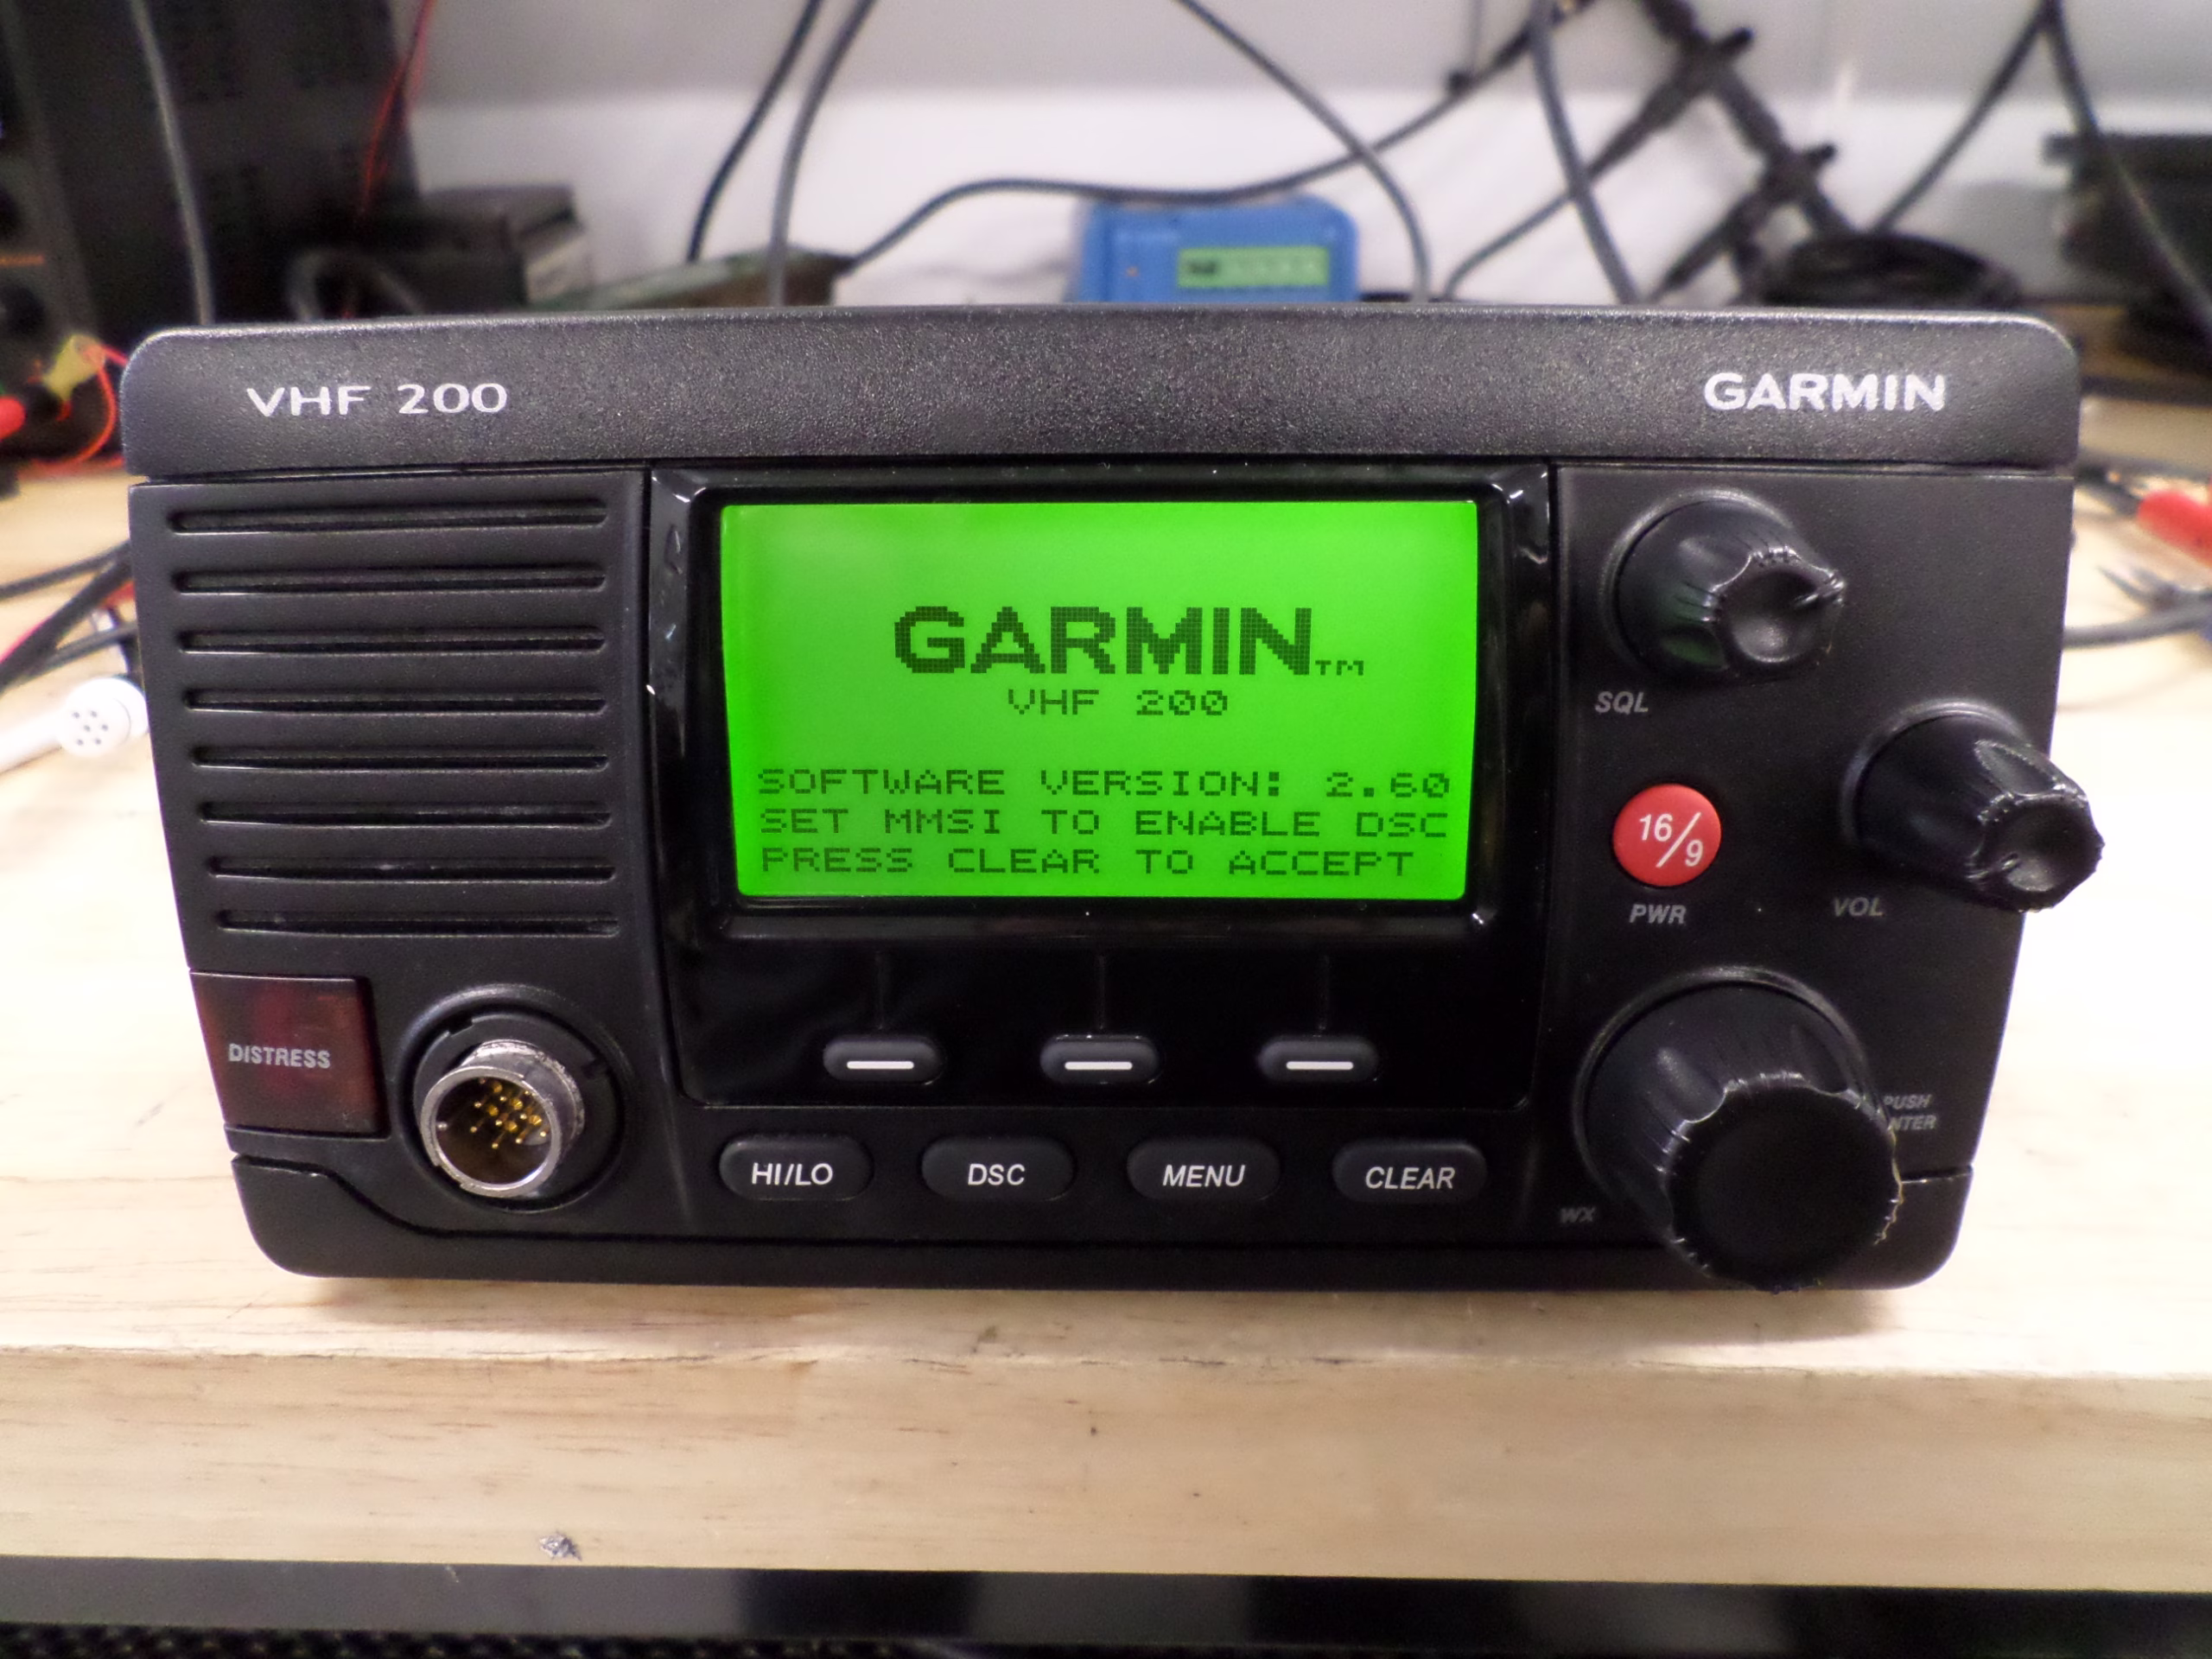 VHF 200
GARMIN
GARMIN™
VHF 200
SOFTWARE VERSION: 2.60
SET MMSI TO ENABLE DSC
PRESS CLEAR TO ACCEPT
SQL
16/9
PWR
VOL
DISTRESS
PUSH
HI/LO
DSC
MENU
CLEAR
WX